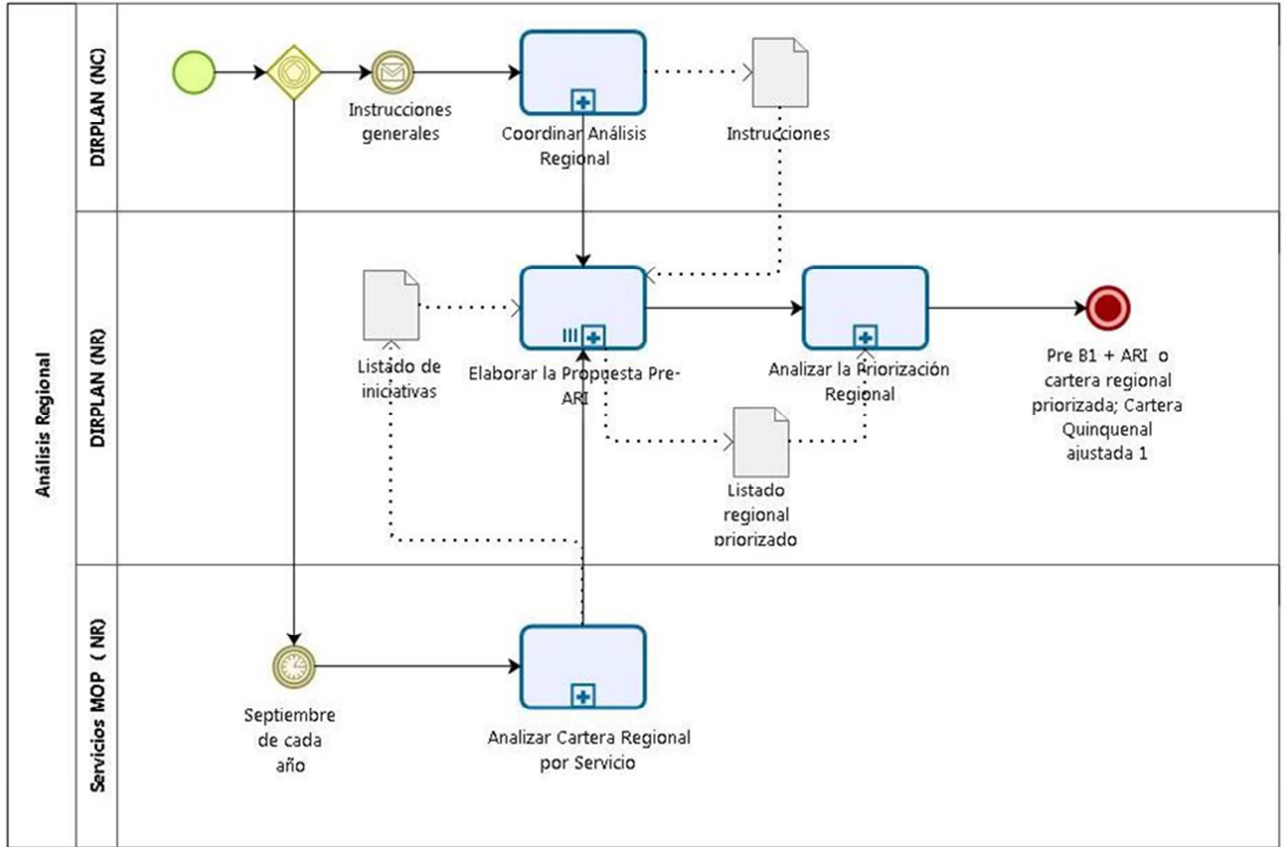 Análisis Regional
DIRPLAN (NC)
Instrucciones
generales
Coordinar Análisis
Regional
Instrucciones
DIRPLAN (NR)
Listado de
iniciativas
Elaborar la Propuesta Pre-
ARI
Analizar la Priorización
Regional
Listado
regional
priorizado
Pre B1 + ARI o
cartera regional
priorizada; Cartera
Quinquenal
ajustada 1
Servicios MOP ( NR)
Septiembre
de cada
año
Analizar Cartera Regional
por Servicio